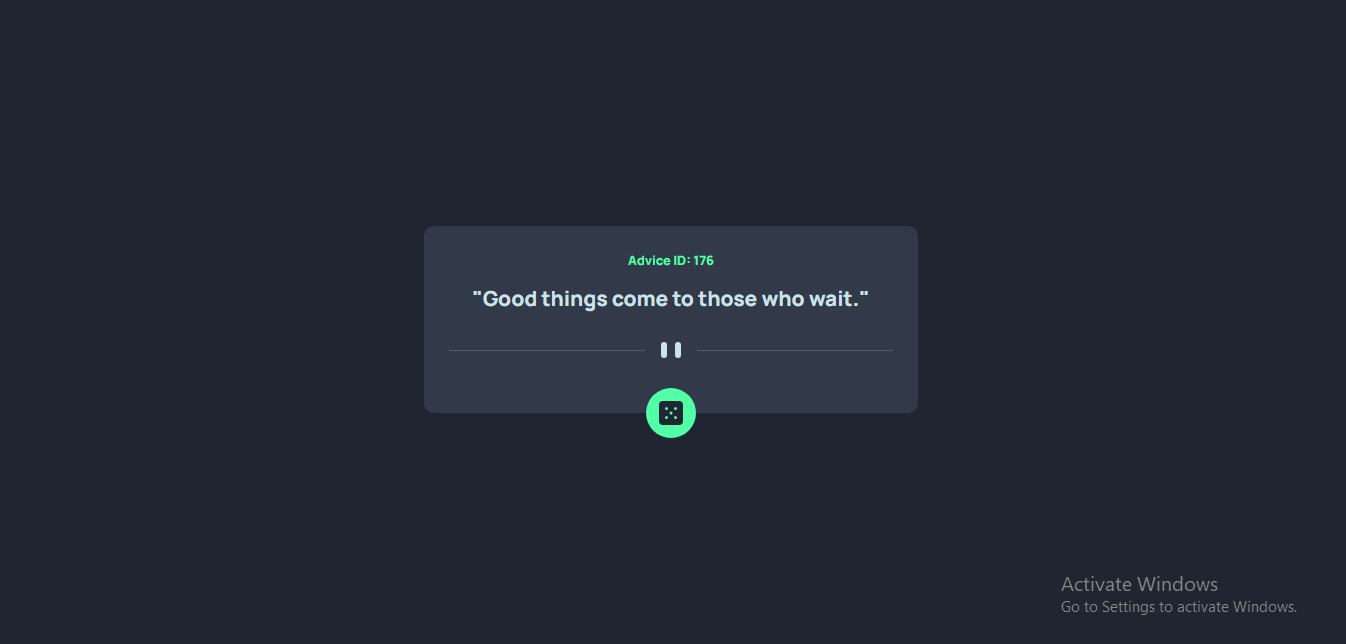 Advice ID: 176
"Good things come to those who wait."
Activate Windows
Go to Settings to activate Windows.